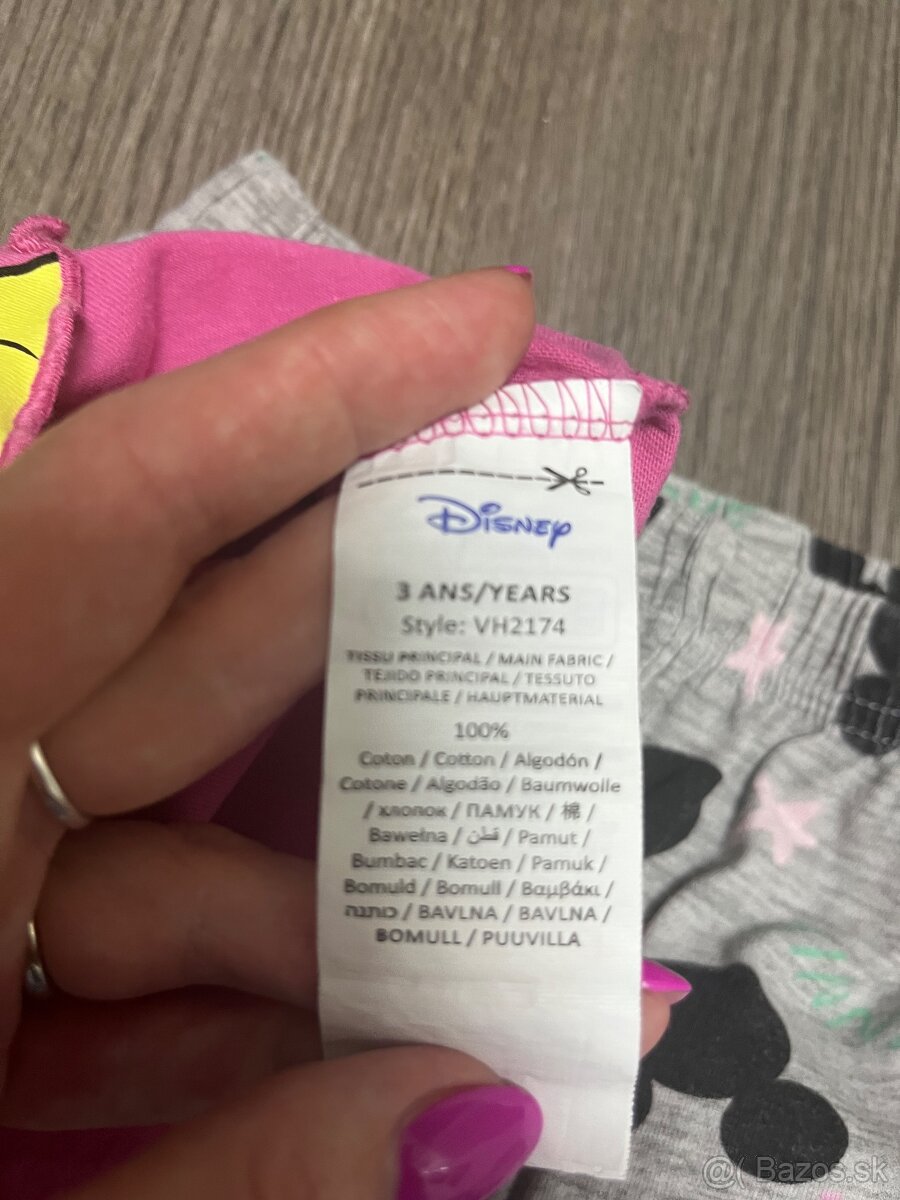 Disney
3 ANS/YEARS
Style: VH2174
TISSU PRINCIPAL / MAIN FABRIC /
TEJIDO PRINCIPAL / TESSUTO
PRINCIPALE / HAUPTMATERIAL
100%
Coton / Cotton / Algodón /
Cotone / Algodão / Baumwolle
/ хлопок / ПАМУК / 棉 /
Bawełna / قطن / Pamut /
Bumbac / Katoen / Pamuk /
Bomuld / Bomull / Βαμβάκι /
כותנה / BAVLNA / BAVLNA /
BOMULL / PUUVILLA
@( Bazos.sk